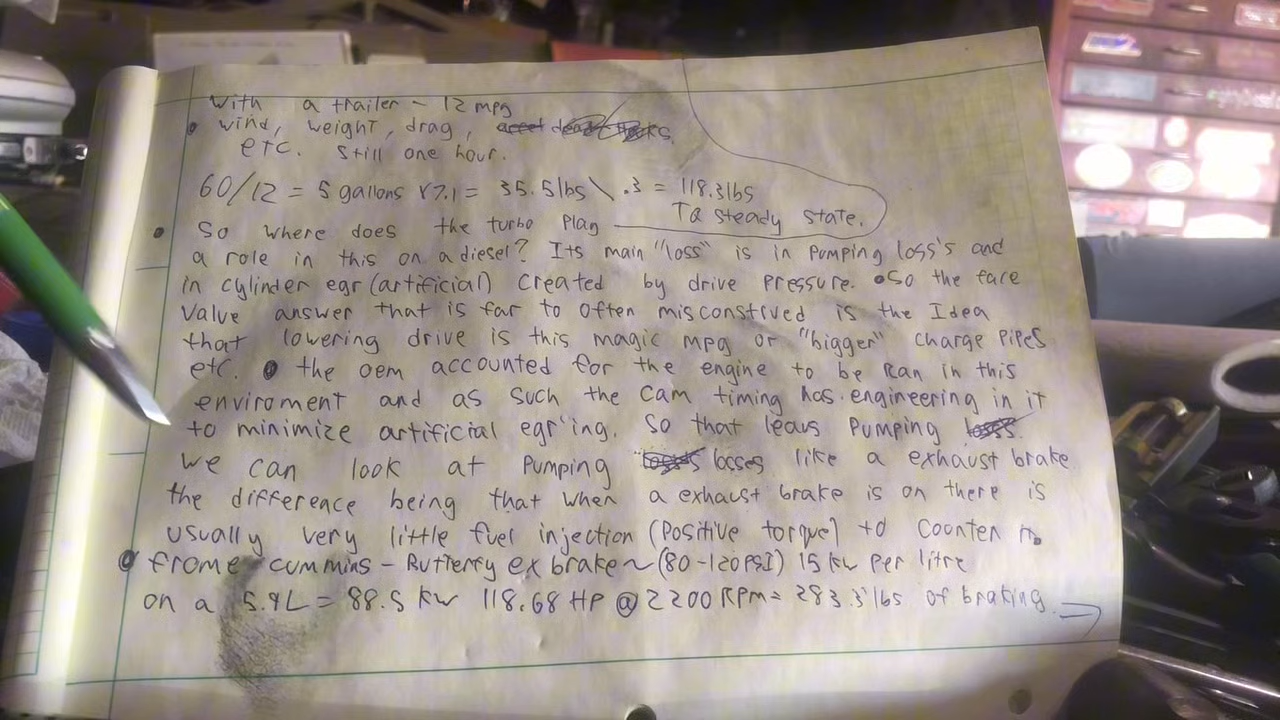 with a trailer ~ 12 mpg
• wind, weight, drag,
etc. still one hour.
60/12 = 5 gallons x7.1 = 35.5lbs \ .3 = 118.3lbs
TQ steady state.
• So where does the turbo play
a role in this on a diesel? Its main "loss" is in pumping loss's and
in cylinder egr (artificial) created by drive pressure. • So the face
value answer that is far to often misconstrued is the Idea
that lowering drive is this magic mpg or "bigger" charge pipes
etc. • the oem accounted for the engine to be ran in this
enviroment and as such the cam timing has engineering in it
to minimize artificial egr'ing. So that leavs pumping loss.
We can look at pumping losses like a exhaust brake.
the difference being that when a exhaust brake is on there is
usually very little fuel injection (positive torque) to counter it.
• frome cummins - Butterfly ex brake ~ (80-120PSI) 15 kw per litre
on a 5.9L = 88.5 kw 118.68 HP @ 2200 RPM = 283.3 lbs of braking. →